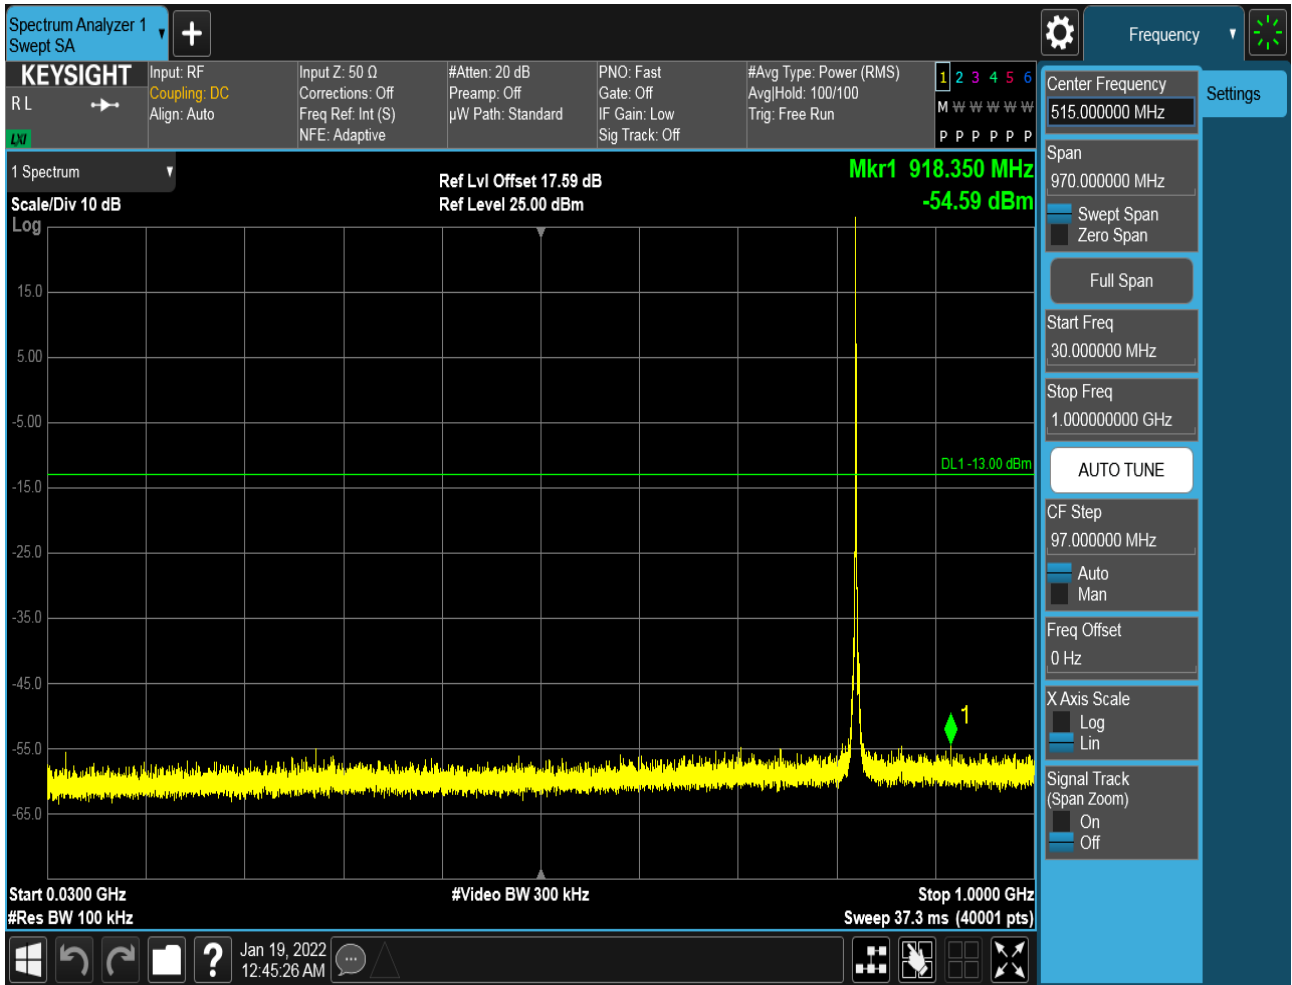 Spectrum Analyzer 1
Swept SA
Frequency
KEYSIGHT
R L
LXI
Input: RF
Coupling: DC
Align: Auto
Input Z: 50 Ω
Corrections: Off
Freq Ref: Int (S)
NFE: Adaptive
#Atten: 20 dB
Preamp: Off
µW Path: Standard
PNO: Fast
Gate: Off
IF Gain: Low
Sig Track: Off
#Avg Type: Power (RMS)
Avg|Hold: 100/100
Trig: Free Run
1 2 3 4 5 6
M W W W W W
P P P P P P
1 Spectrum
Scale/Div 10 dB
Log
Ref Lvl Offset 17.59 dB
Ref Level 25.00 dBm
Mkr1 918.350 MHz
-54.59 dBm
15.0
5.00
-5.00
-15.0
-25.0
-35.0
-45.0
-55.0
-65.0
DL1 -13.00 dBm
1
Start 0.0300 GHz
#Res BW 100 kHz
#Video BW 300 kHz
Stop 1.0000 GHz
Sweep 37.3 ms (40001 pts)
Center Frequency
515.000000 MHz
Settings
Span
970.000000 MHz
Swept Span
Zero Span
Full Span
Start Freq
30.000000 MHz
Stop Freq
1.000000000 GHz
AUTO TUNE
CF Step
97.000000 MHz
Auto
Man
Freq Offset
0 Hz
X Axis Scale
Log
Lin
Signal Track
(Span Zoom)
On
Off
?
Jan 19, 2022
12:45:26 AM